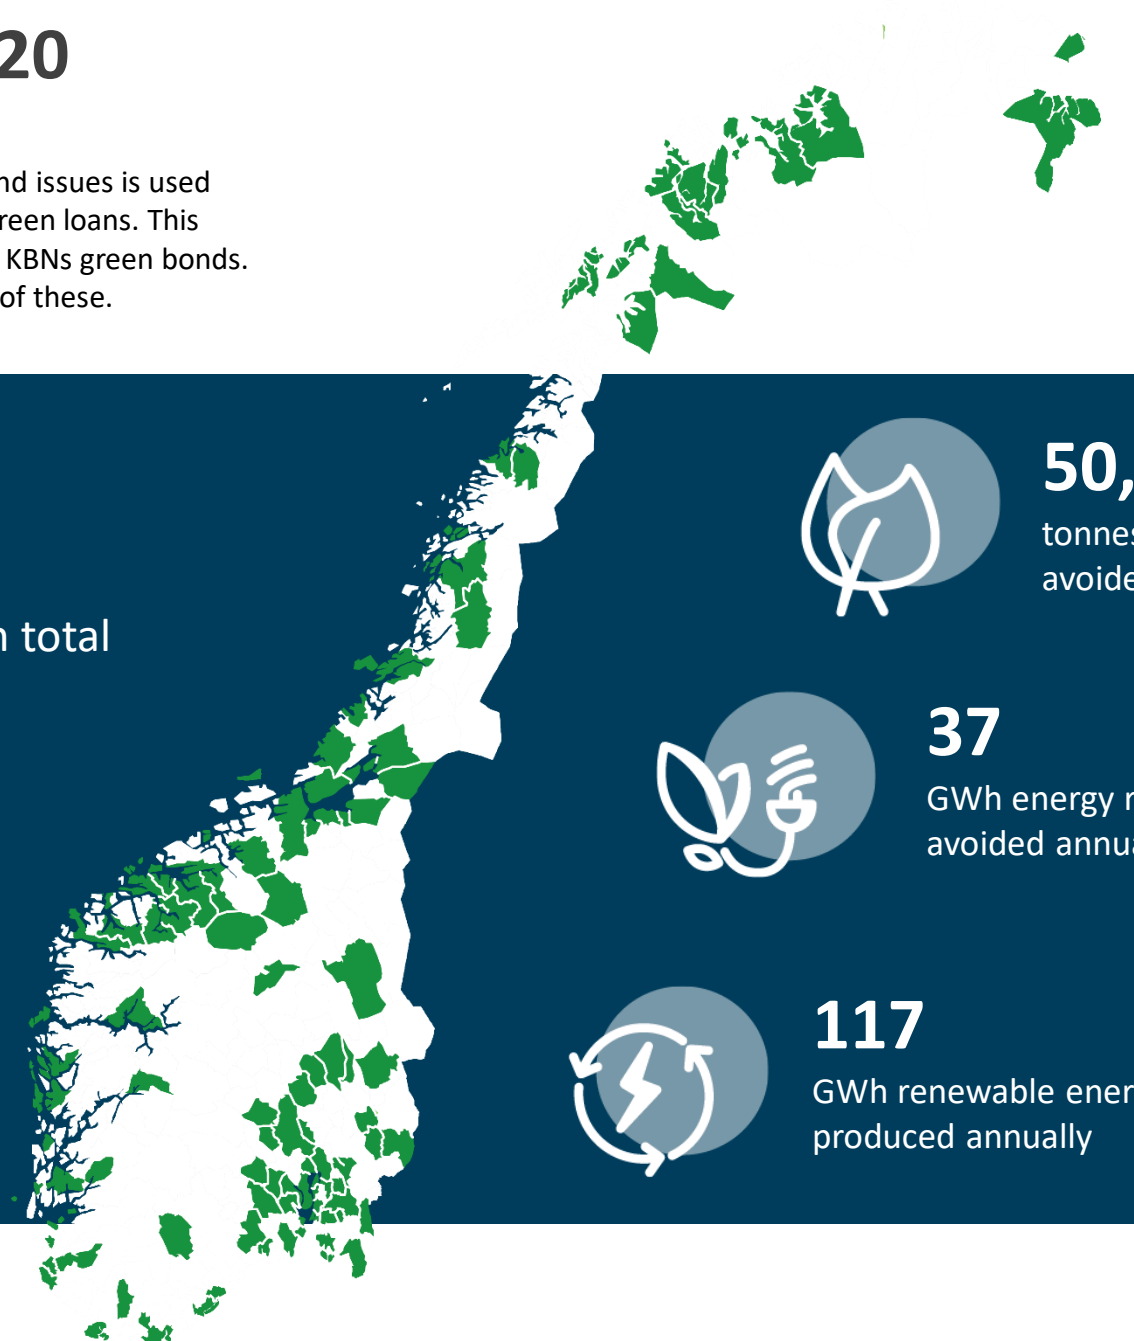 20
nd issues is used
reen loans. This
KBNs green bonds.
of these.
total
50,
tonnes
avoide
37
GWh energy
avoided annu
117
GWh renewable ener
produced annually